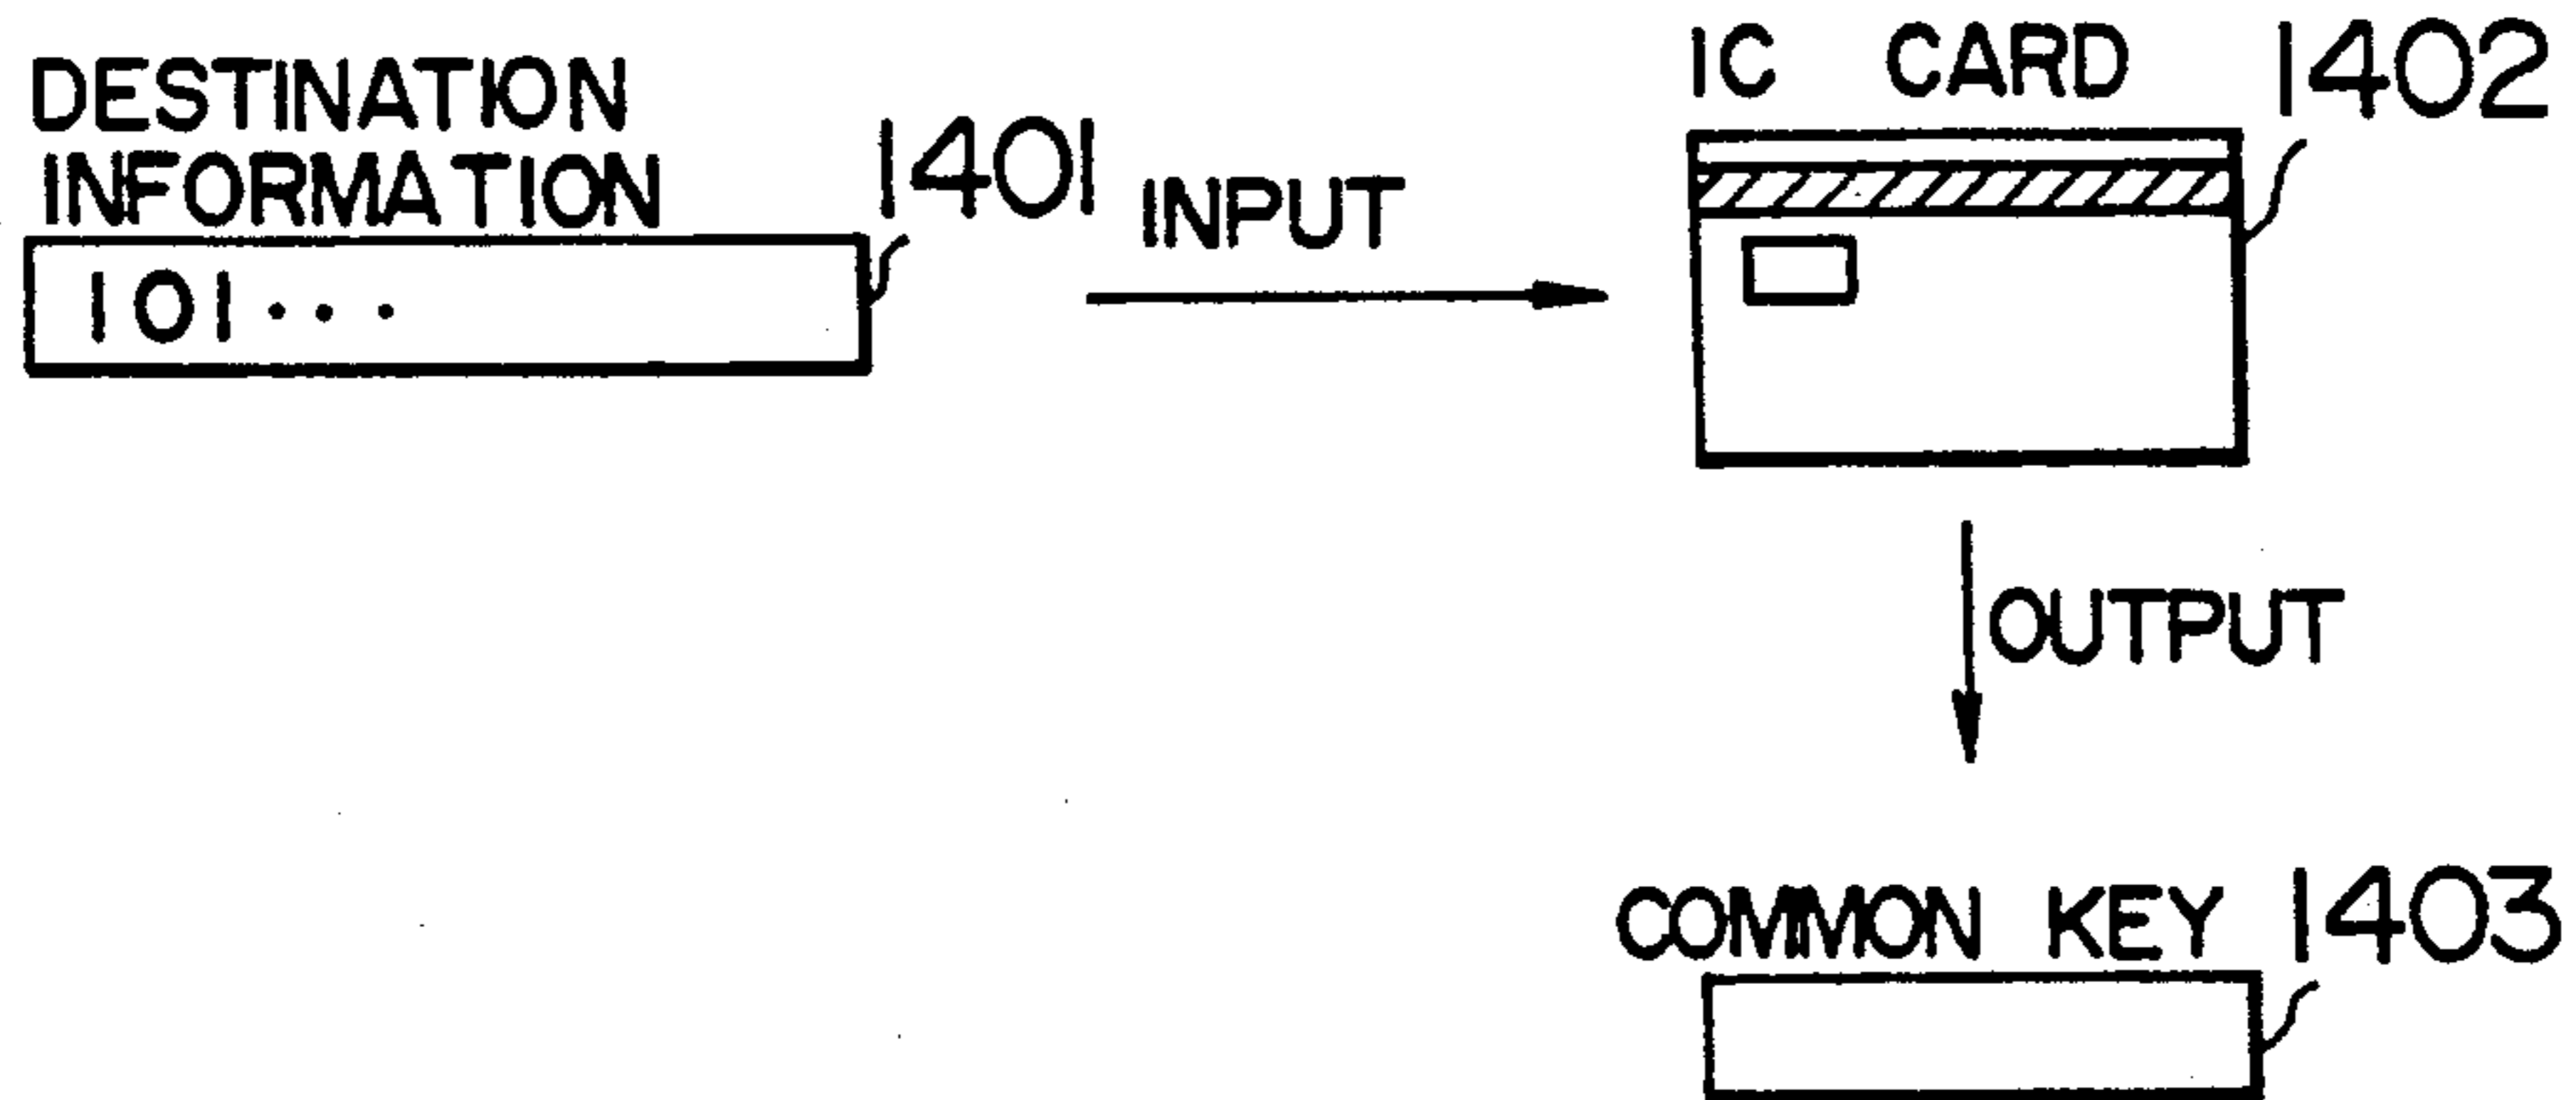 DESTINATION
INFORMATION
1401
101...
INPUT
IC CARD
1402
OUTPUT
COMMON KEY
1403